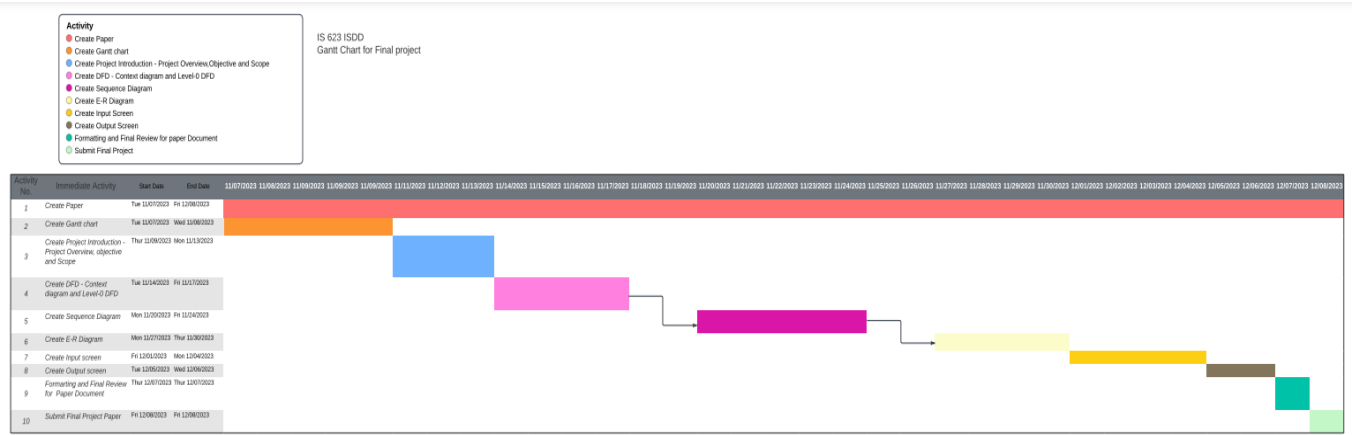 Activity
Create Paper
Create Gantt chart
Create Project Introduction - Project Overview,Objective and Scope
Create DFD - Context diagram and Level-0 DFD
Create Sequence Diagram
Create E-R Diagram
Create Input Screen
Create Output Screen
Formatting and Final Review for paper Document
Submit Final Project
IS 623 ISDD
Gantt Chart for Final project
Activity
No.
Immediate Activity Start Date End Date 11/07/2023 11/08/2023 11/09/2023 11/09/2023 11/09/2023 11/11/2023 11/12/2023 11/13/2023 11/14/2023 11/15/2023 11/16/2023 11/17/2023 11/18/2023 11/19/2023 11/20/2023 11/21/2023 11/22/2023 11/23/2023 11/24/2023 11/25/2023 11/26/2023 11/27/2023 11/28/2023 11/29/2023 11/30/2023 12/01/2023 12/02/2023 12/03/2023 12/04/2023 12/05/2023 12/06/2023 12/07/2023 12/08/2023
1 Create Paper Tue 11/07/2023 Fri 12/08/2023
2 Create Gantt chart Tue 11/07/2023 Wed 11/08/2023
Create Project Introduction - Thur 11/09/2023 Mon 11/13/2023
Project Overview, objective
3
and Scope
Create DFD - Context Tue 11/14/2023 Fri 11/17/2023
4 diagram and Level-0 DFD
5 Create Sequence Diagram Mon 11/20/2023 Fri 11/24/2023
6 Create E-R Diagram Mon 11/27/2023 Thur 11/30/2023
7 Create Input screen Fri 12/01/2023 Mon 12/04/2023
8 Create Output screen Tue 12/05/2023 Wed 12/06/2023
Formarting and Final Review Thur 12/07/2023 Thur 12/07/2023
9 for Paper Document
10 Submit Final Project Paper Fri 12/08/2023 Fri 12/08/2023